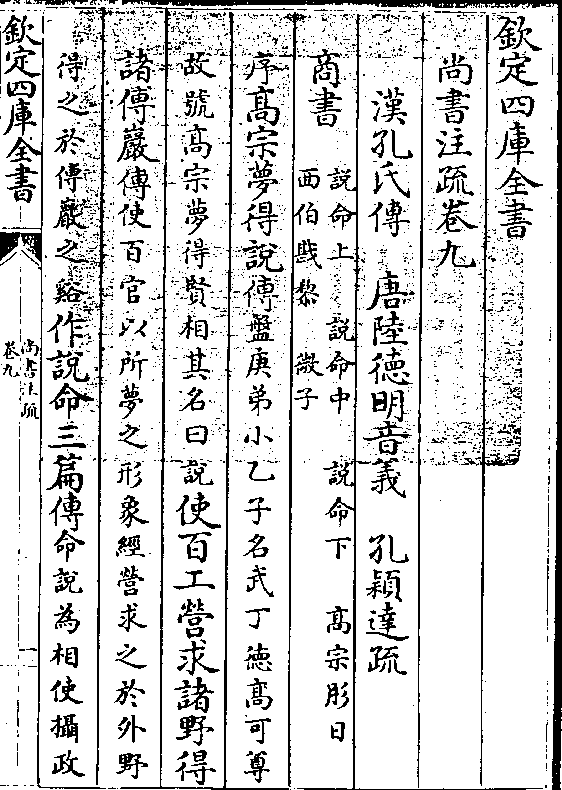 欽定四庫全書
尚書注疏卷九
漢孔氏傳　唐陸德明音義　孔穎達疏
商書
說命上　說命中　說命下　高宗肜日
西伯戡黎　微子
序高宗夢得說傳盤庚弟小乙子名武丁德高可尊
故號高宗夢得賢相其名曰說使百工營求諸野得
諸傅巖傳使百官以所夢之形象經營求之於外野
得之於傅巖之谿作說命三篇傳命說為相使攝政
欽定四庫全書
尚書注疏
卷九
一